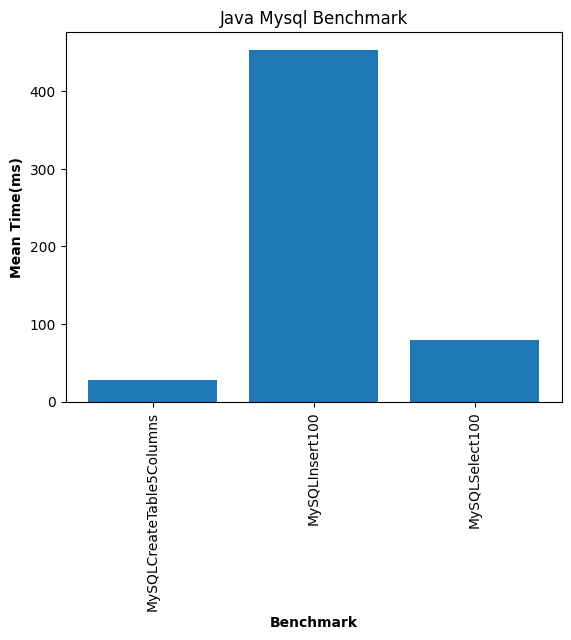 Java Mysql Benchmark
Mean Time(ms)
400
300
200
100
0
MySQLCreateTable5Columns
MySQLInsert100
MySQLSelect100
Benchmark